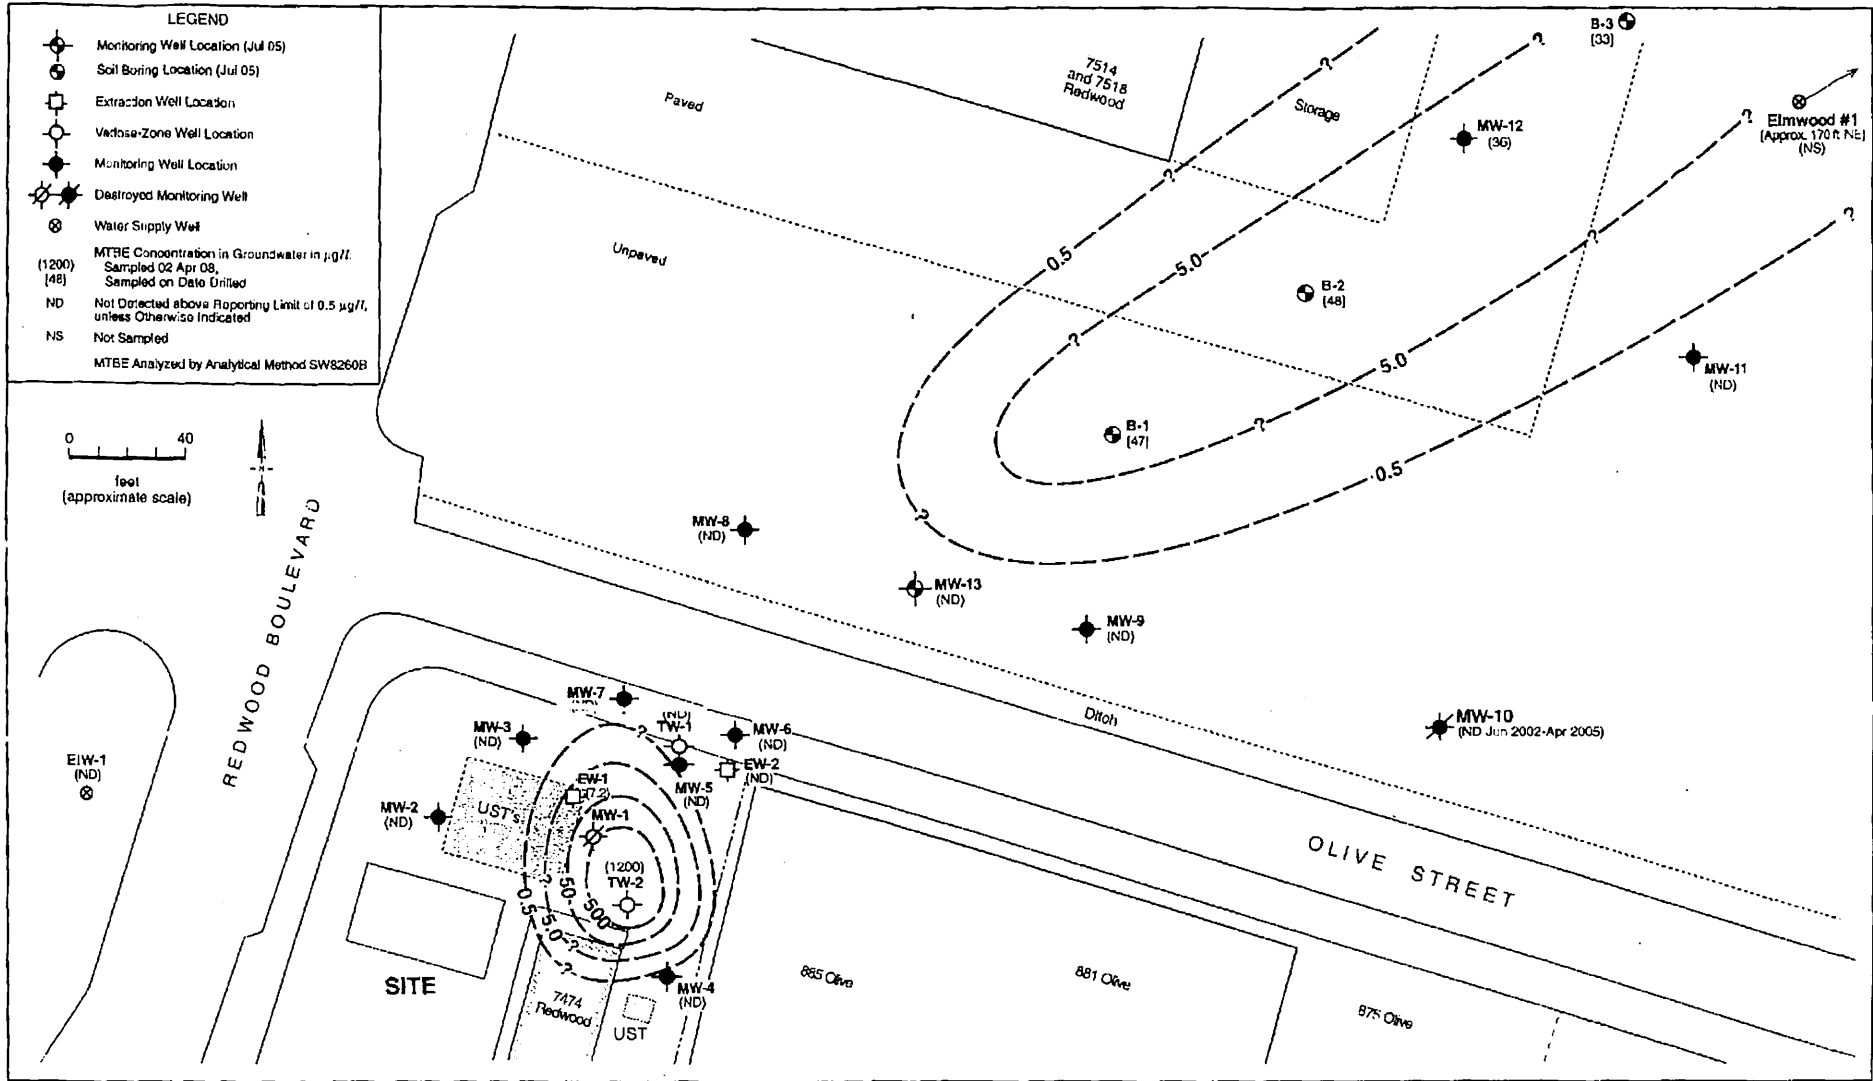 LEGEND
Monitoring Well Location (Jul 05)
Soil Boring Location (Jul 05)
Extraction Well Location
Vadose-Zone Well Location
Monitoring Well Location
Destroyed Monitoring Well
Water Supply Well
(1200)
[48]
MTBE Concentration in Groundwater in µg/l:
Sampled 02 Apr 08,
Sampled on Date Drilled
ND
Not Detected above Reporting Limit of 0.5 µg/l,
unless Otherwise Indicated
NS
Not Sampled
MTBE Analyzed by Analytical Method SW8260B
0
40
feet
(approximate scale)
Paved
Unpaved
7514
and 7518
Redwood
Storage
B-3
[33]
MW-12
(36)
Elmwood #1
[Approx. 170 ft NE]
(NS)
?
?
?
?
?
?
?
?
?
?
0.5
5.0
B-2
[48]
5.0
0.5
MW-11
(ND)
B-1
[47]
MW-8
(ND)
MW-13
(ND)
MW-9
(ND)
MW-10
(ND Jun 2002-Apr 2005)
Ditch
REDWOOD BOULEVARD
OLIVE STREET
EIW-1
(ND)
MW-7
MW-3
(ND)
(ND)
TW-1
MW-6
(ND)
EW-2
(ND)
MW-5
(ND)
EW-1
(7.2)
MW-2
(ND)
UST's
MW-1
(1200)
TW-2
?
?
?
?
0.5
5.0
50
500
MW-4
(ND)
SITE
7474
Redwood
UST
885 Olive
881 Olive
875 Olive